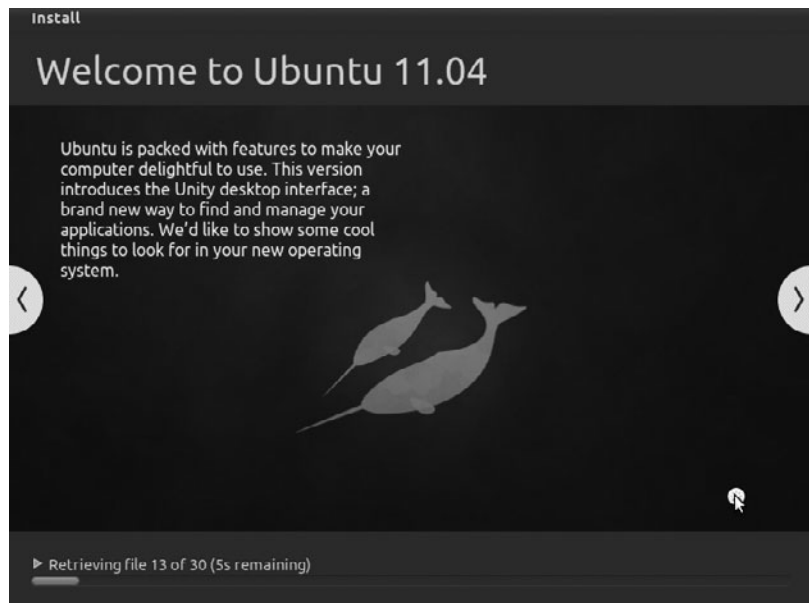 Install
Welcome to Ubuntu 11.04
Ubuntu is packed with features to make your
computer delightful to use. This version
introduces the Unity desktop interface; a
brand new way to find and manage your
applications. We'd like to show some cool
things to look for in your new operating
system.
Retrieving file 13 of 30 (5s remaining)